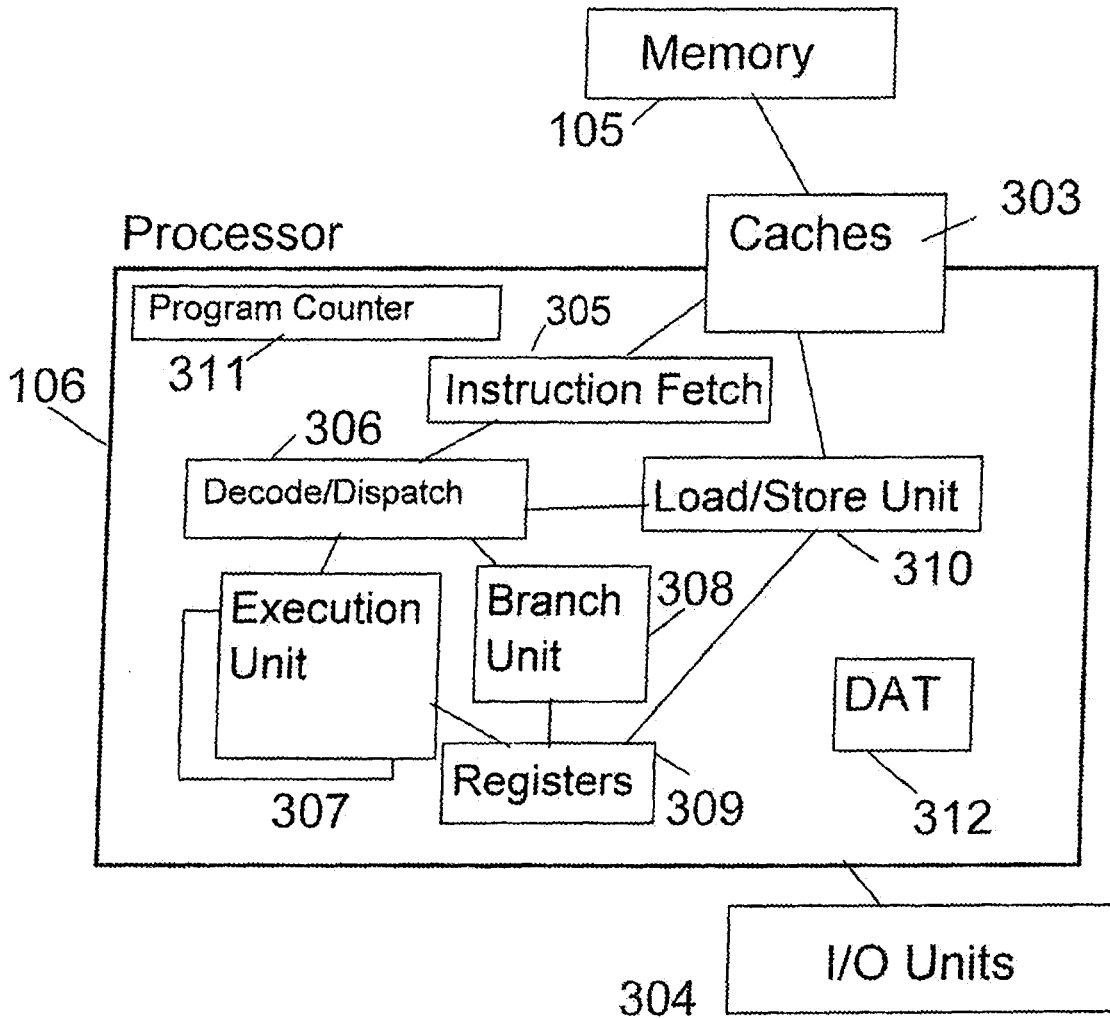 Memory
105
303
Caches
Processor
Program Counter
305
311
106
Instruction Fetch
306
Decode/Dispatch
Load/Store Unit
310
308
Execution
Unit
Branch
Unit
DAT
Registers
309
307
312
I/O Units
304